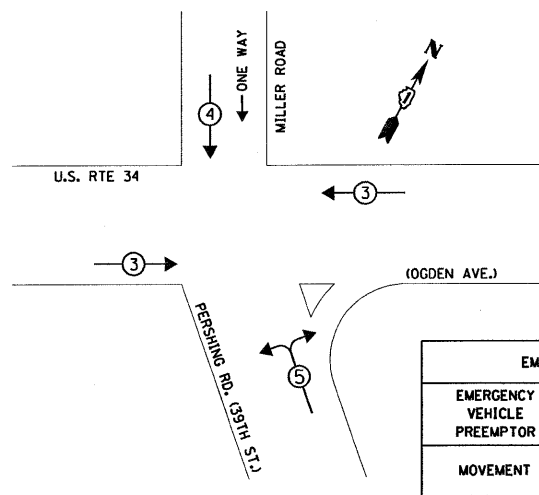 ONE WAY
MILLER ROAD
N
4
U.S. RTE 34
3
3
(OGDEN AVE.)
PERSHING RD. (39TH ST.)
5
EM
EMERGENCY
VEHICLE
PREEMPTOR
MOVEMENT